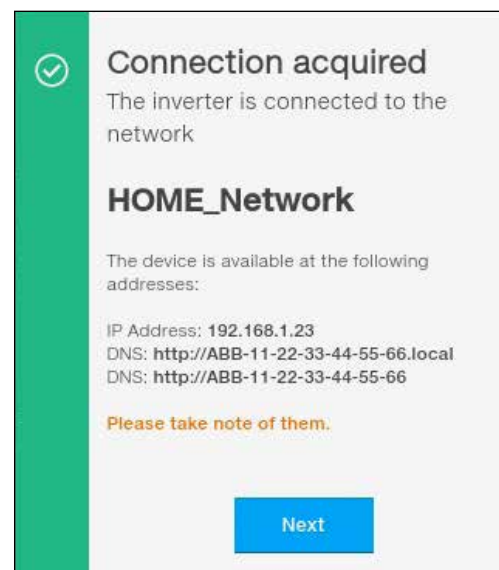 Connection acquired
The inverter is connected to the
network
HOME_Network
The device is available at the following
addresses:
IP Address: 192.168.1.23
DNS: http://ABB-11-22-33-44-55-66.local
DNS: http://ABB-11-22-33-44-55-66
Please take note of them.
Next